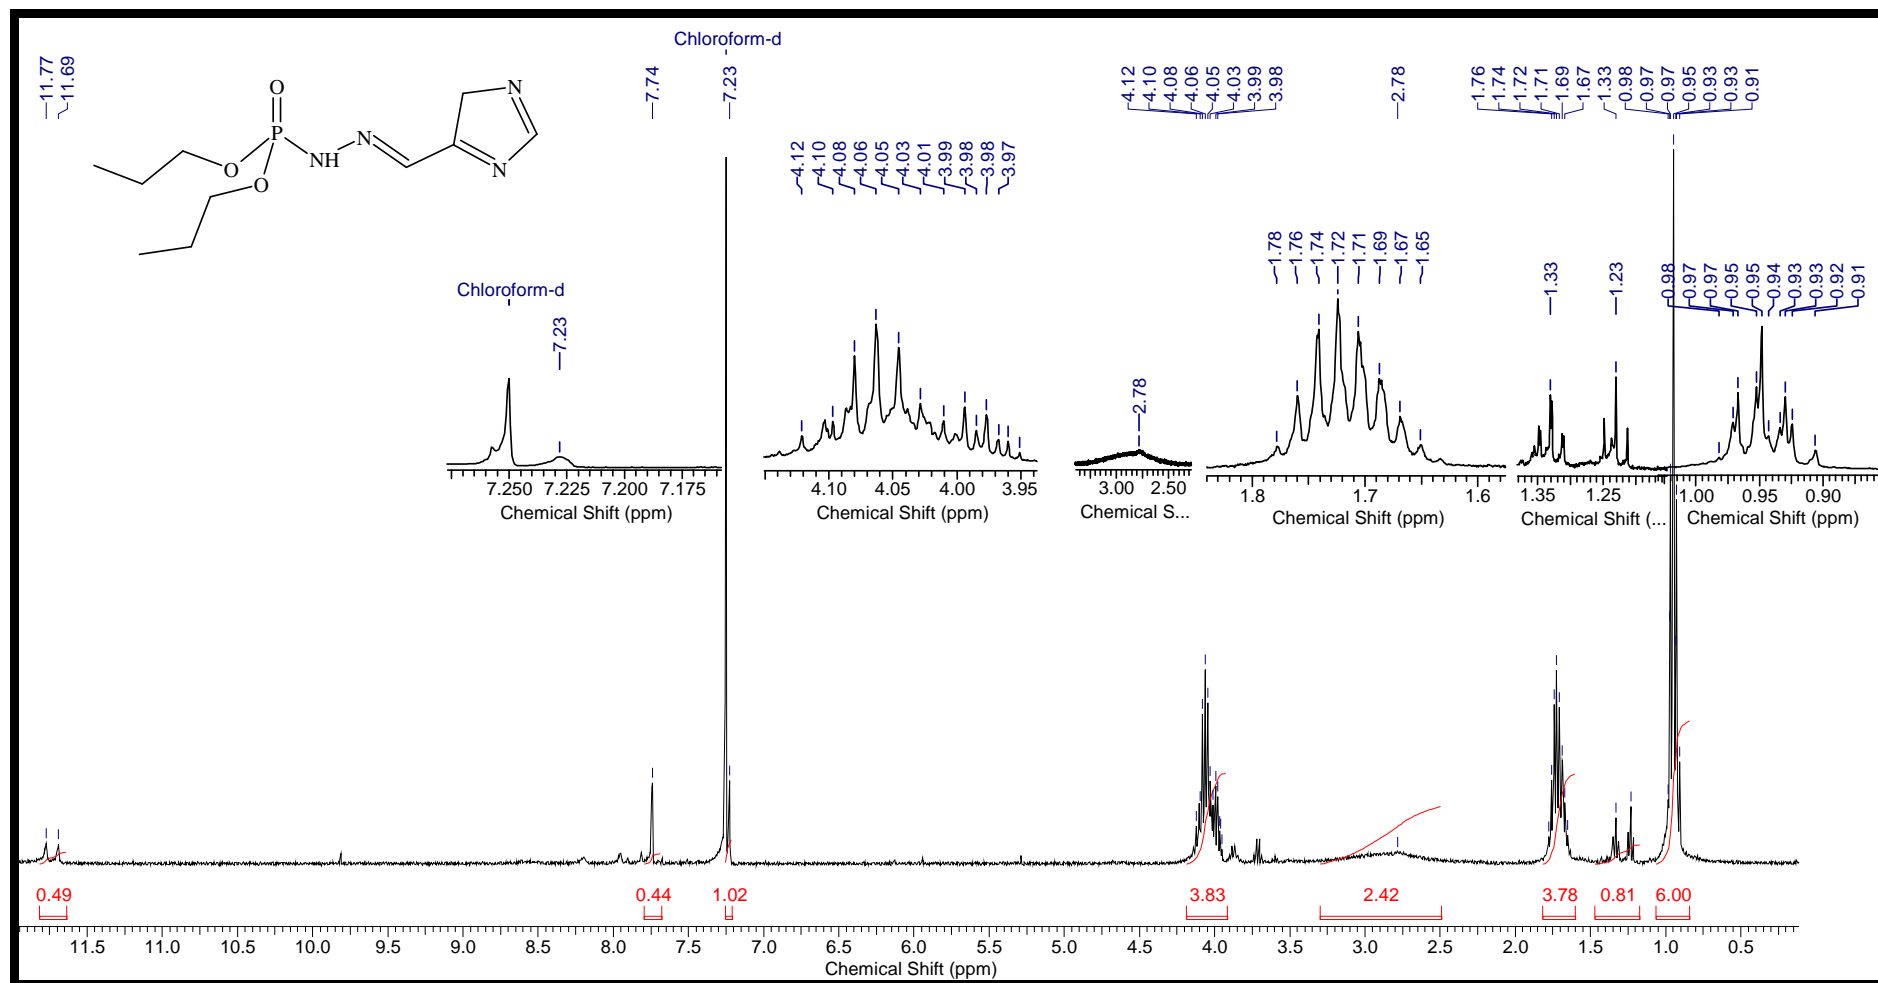 Chloroform-d
11.77
11.69
7.74
7.23
4.12
4.10
4.08
4.06
4.05
4.03
3.99
3.98
2.78
1.76
1.74
1.72
1.71
1.69
1.67
1.33
0.98
0.97
0.97
0.95
0.93
0.93
0.91
O
P
O
O
NH
N
N
N
4.12
4.10
4.08
4.06
4.05
4.03
4.01
3.99
3.98
3.98
3.97
1.78
1.76
1.74
1.72
1.71
1.69
1.67
1.65
1.33
1.23
0.98
0.97
0.97
0.95
0.95
0.94
0.93
0.93
0.92
0.91
Chloroform-d
7.23
2.78
7.250 7.225 7.200 7.175
Chemical Shift (ppm)
4.10 4.05 4.00 3.95
Chemical Shift (ppm)
3.00 2.50
Chemical S...
1.8 1.7 1.6
Chemical Shift (ppm)
1.35 1.25
Chemical Shift (...
1.00 0.95 0.90
Chemical Shift (ppm)
0.49 0.44 1.02 3.83 2.42 3.78 0.81 6.00
11.5 11.0 10.5 10.0 9.5 9.0 8.5 8.0 7.5 7.0 6.5 6.0 5.5 5.0 4.5 4.0 3.5 3.0 2.5 2.0 1.5 1.0 0.5
Chemical Shift (ppm)